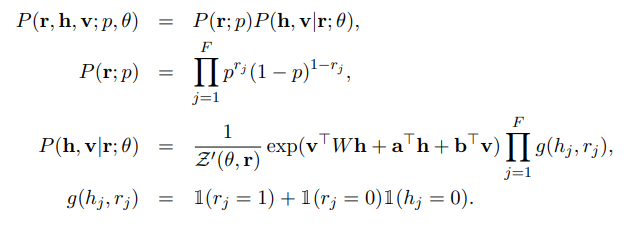 P(r, h, v; p, θ) = P(r; p)P(h, v|r; θ),
P(r; p) = ∏_{j=1}^{F} p^{r_j}(1 − p)^{1−r_j},
P(h, v|r; θ) = \frac{1}{𝒵′(θ, r)} exp(v^⊤Wh + a^⊤h + b^⊤v) ∏_{j=1}^{F} g(h_j, r_j),
g(h_j, r_j) = 𝟙(r_j = 1) + 𝟙(r_j = 0)𝟙(h_j = 0).